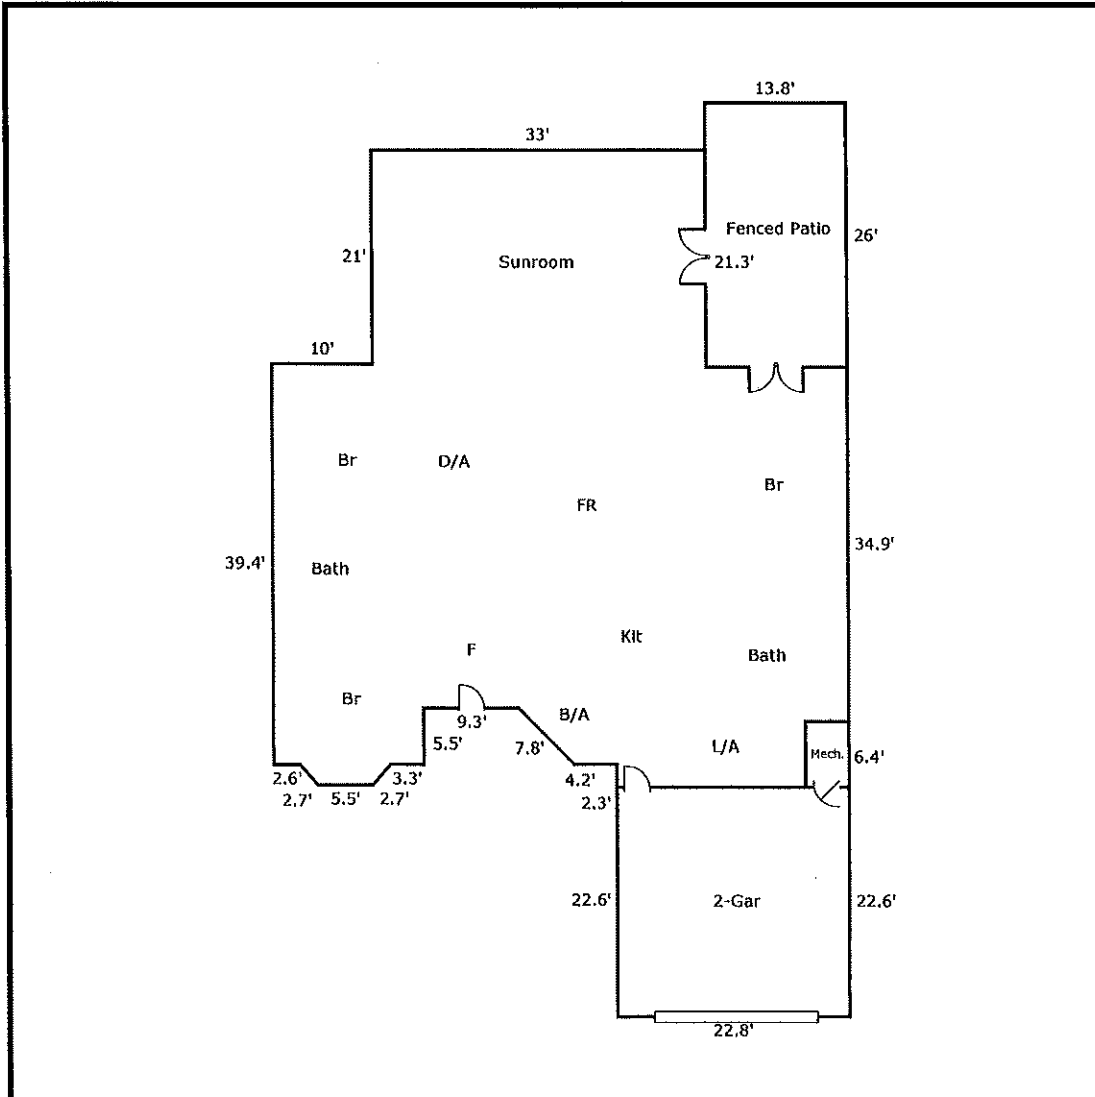 13.8'
33'
Fenced Patio
26'
21'
Sunroom
21.3'
10'
Br
D/A
Br
FR
34.9'
39.4'
Bath
Kit
F
Bath
Br
B/A
9.3'
5.5'
7.8'
L/A
Mech.
6.4'
2.6'
3.3'
4.2'
2.7'
5.5'
2.7'
2.3'
22.6'
2-Gar
22.6'
22.8'